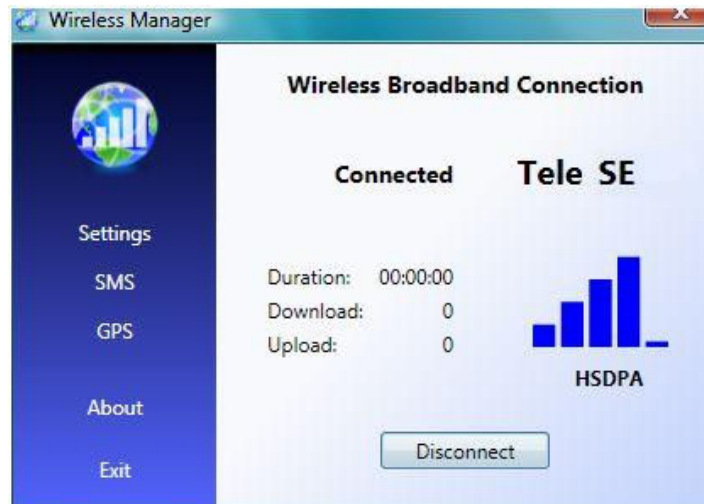 Wireless Manager
Wireless Broadband Connection
Connected
Tele SE
Settings
SMS
GPS
About
Exit
Duration: 00:00:00
Download: 0
Upload: 0
HSDPA
Disconnect